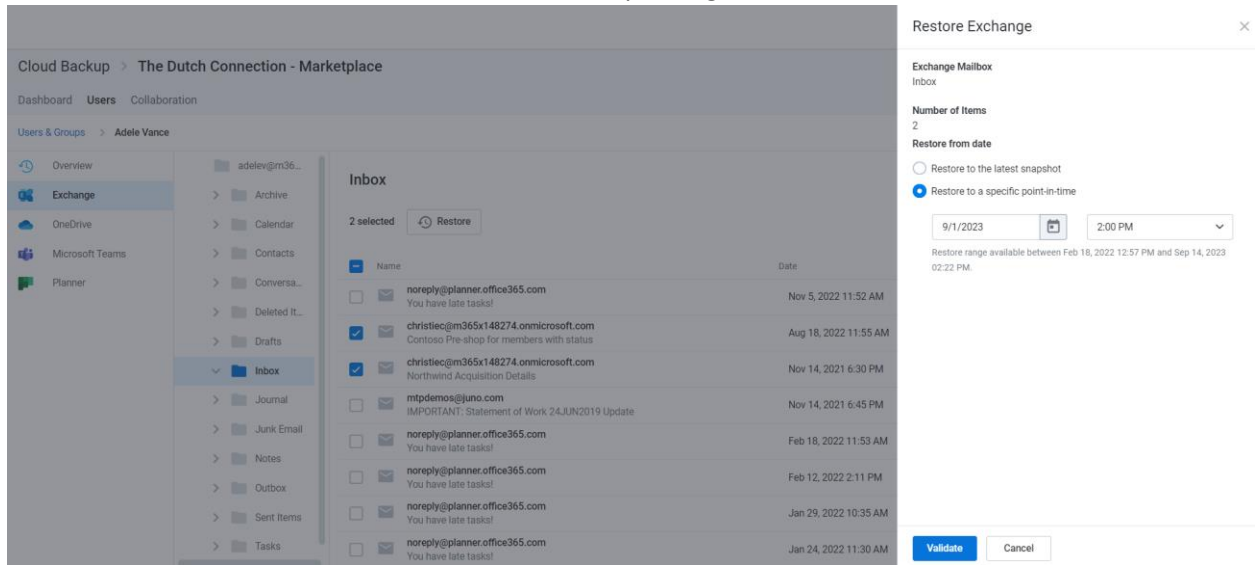 Cloud Backup > The Dutch Connection - Marketplace
Dashboard Users Collaboration
Users & Groups > Adele Vance
Overview
Exchange
OneDrive
Microsoft Teams
Planner
adelev@m36...
Archive
Calendar
Contacts
Conversa...
Deleted It...
Drafts
Inbox
Journal
Junk Email
Notes
Outbox
Sent Items
Tasks
Inbox
2 selected Restore
Name Date
noreply@planner.office365.com
You have late tasks!
Nov 5, 2022 11:52 AM
christiec@m365x148274.onmicrosoft.com
Contoso Pre-shop for members with status
Aug 18, 2022 11:55 AM
christiec@m365x148274.onmicrosoft.com
Northwind Acquisition Details
Nov 14, 2021 6:30 PM
mtpdemos@juno.com
IMPORTANT: Statement of Work 24JUN2019 Update
Nov 14, 2021 6:45 PM
noreply@planner.office365.com
You have late tasks!
Feb 18, 2022 11:53 AM
noreply@planner.office365.com
You have late tasks!
Feb 12, 2022 2:11 PM
noreply@planner.office365.com
You have late tasks!
Jan 29, 2022 10:35 AM
noreply@planner.office365.com
You have late tasks!
Jan 24, 2022 11:30 AM
Restore Exchange
Exchange Mailbox
Inbox
Number of Items
2
Restore from date
Restore to the latest snapshot
Restore to a specific point-in-time
9/1/2023 2:00 PM
Restore range available between Feb 18, 2022 12:57 PM and Sep 14, 2023
02:22 PM.
Validate Cancel